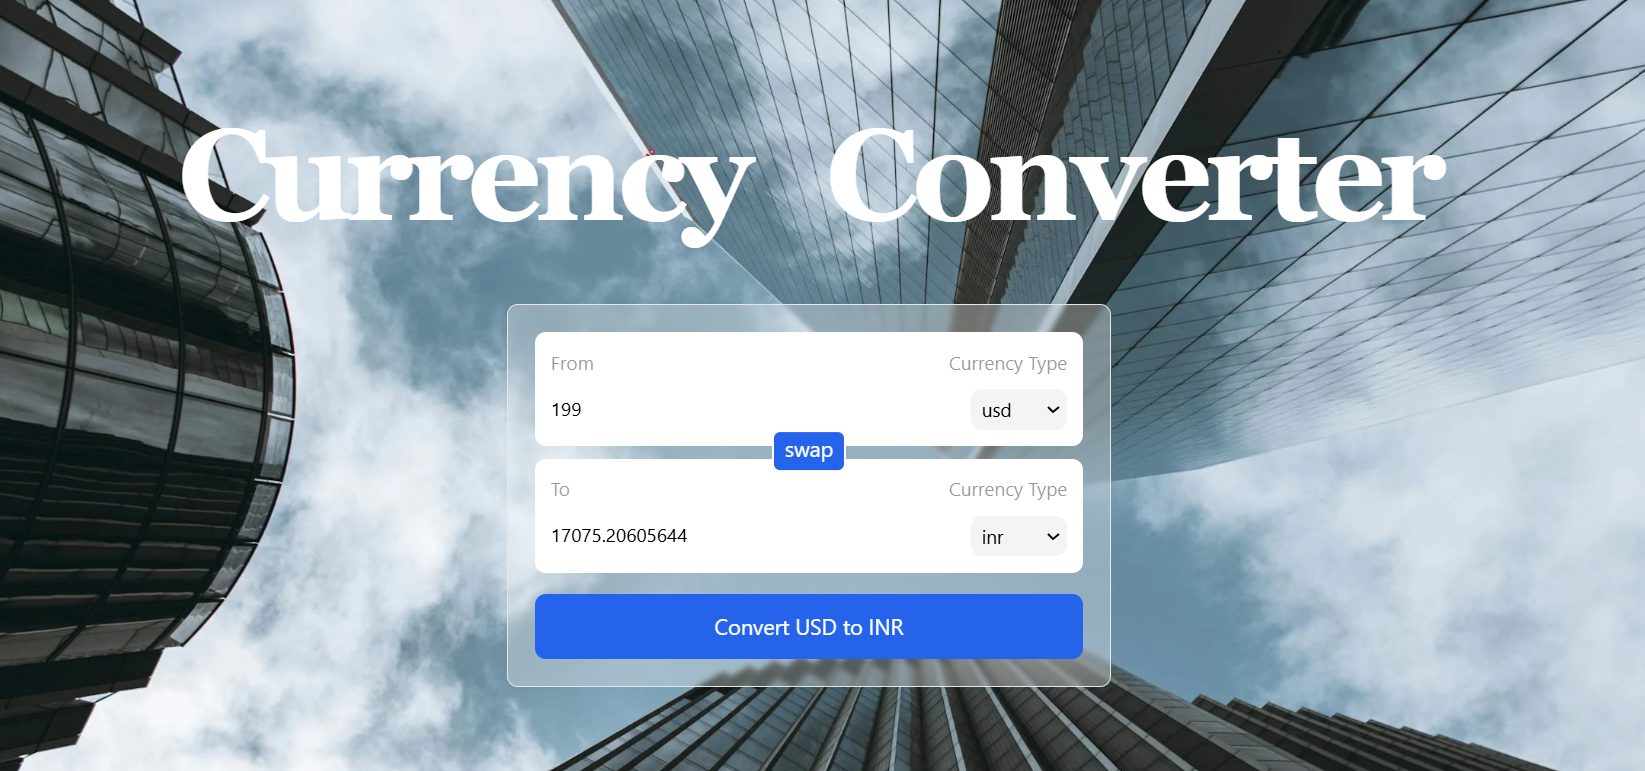 Currency Converter
From Currency Type
199 usd
swap
To Currency Type
17075.20605644 inr
Convert USD to INR